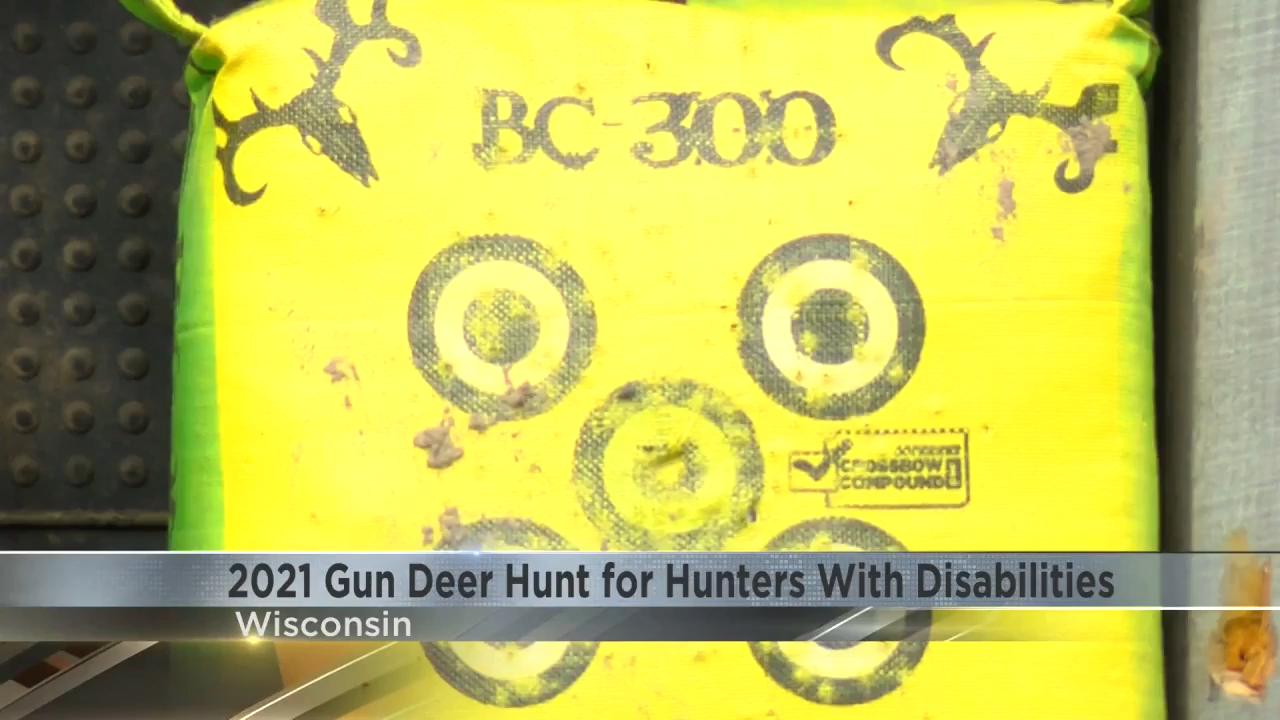 BC-300
CROSSBOW
COMPOUND
2021 Gun Deer Hunt for Hunters With Disabilities
Wisconsin